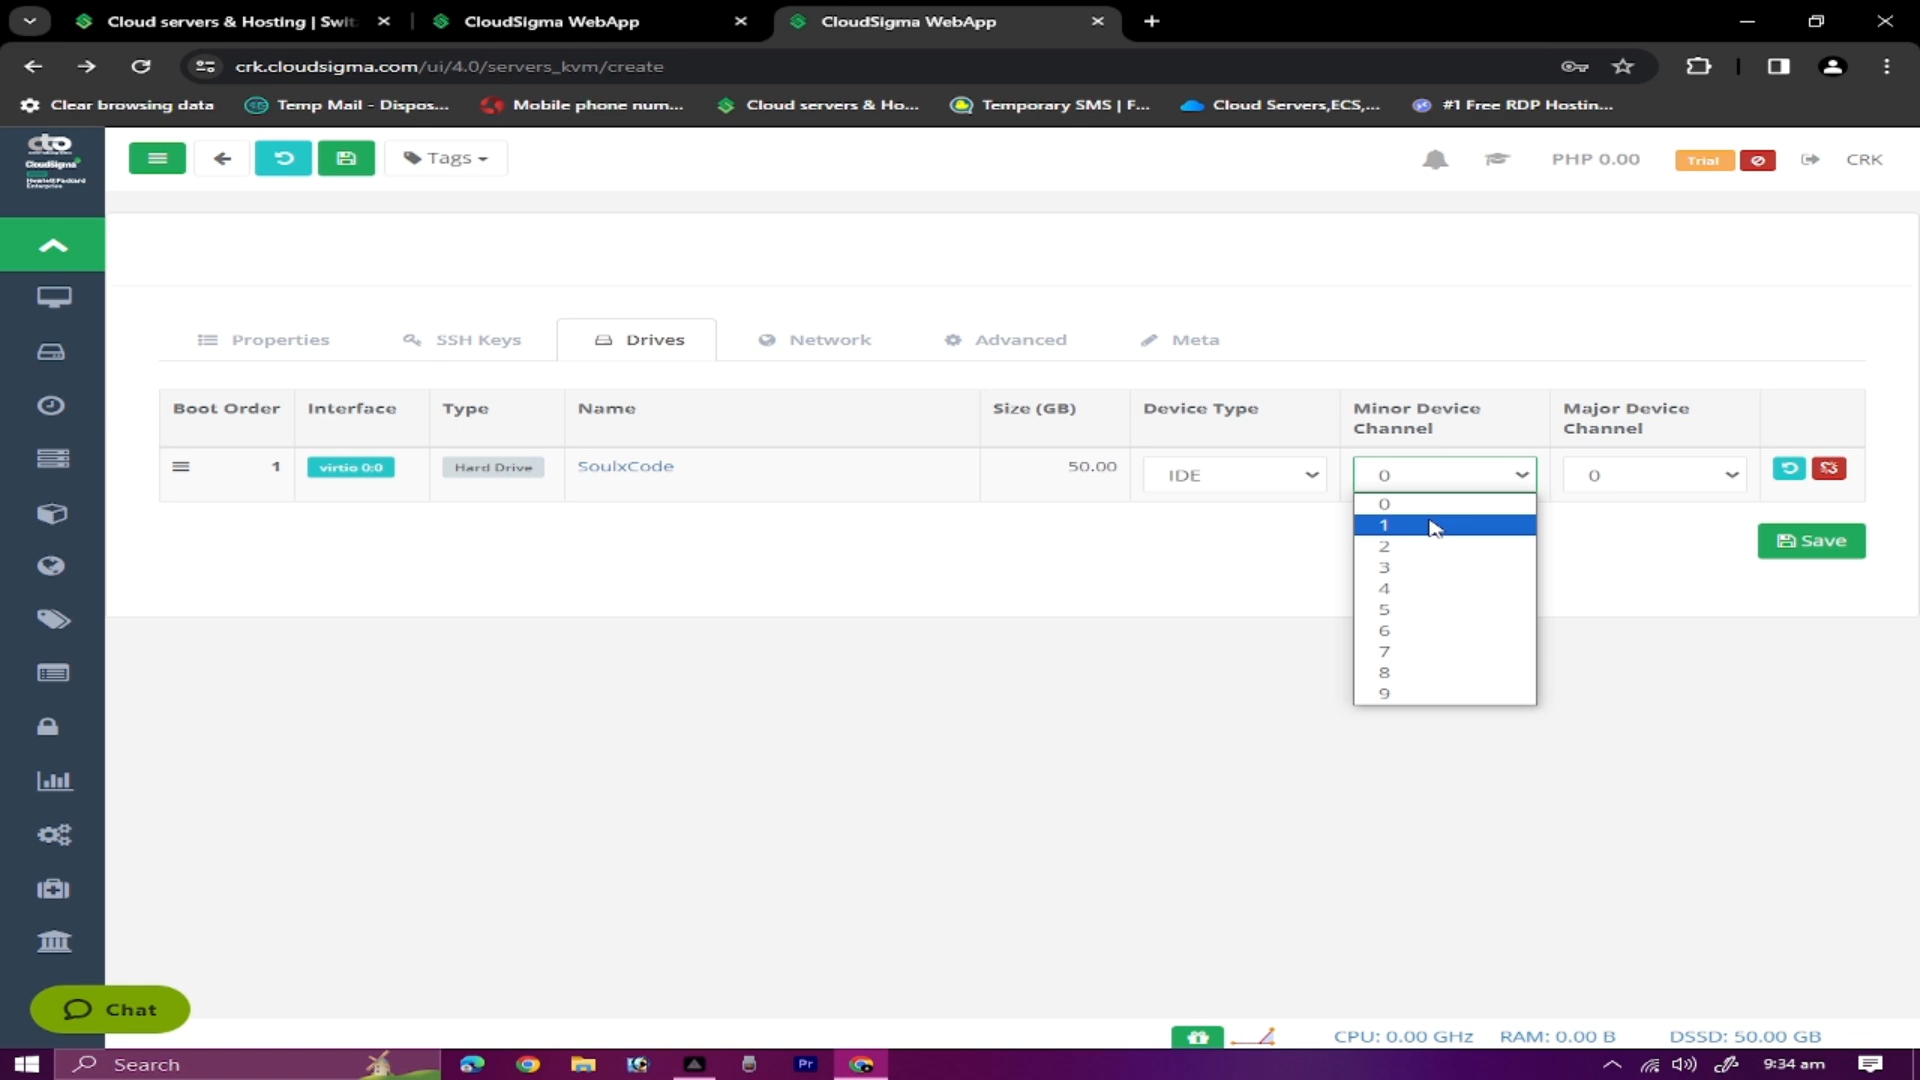 Cloud servers & Hosting | Swit
CloudSigma WebApp
CloudSigma WebApp
crk.cloudsigma.com/ui/4.0/servers_kvm/create
Clear browsing data
Temp Mail - Dispos...
Mobile phone num...
Cloud servers & Ho...
Temporary SMS | F...
Cloud Servers,ECS,...
#1 Free RDP Hostin...
CloudSigma
Hewlett Packard
Enterprise
Tags
PHP 0.00
Trial
CRK
Properties
SSH Keys
Drives
Network
Advanced
Meta
Boot Order
Interface
Type
Name
Size (GB)
Device Type
Minor Device
Channel
Major Device
Channel
1
virtio 0:0
Hard Drive
SoulxCode
50.00
IDE
0
0
0
1
2
3
4
5
6
7
8
9
Save
Chat
CPU: 0.00 GHz
RAM: 0.00 B
DSSD: 50.00 GB
Search
Pr
9:34 am